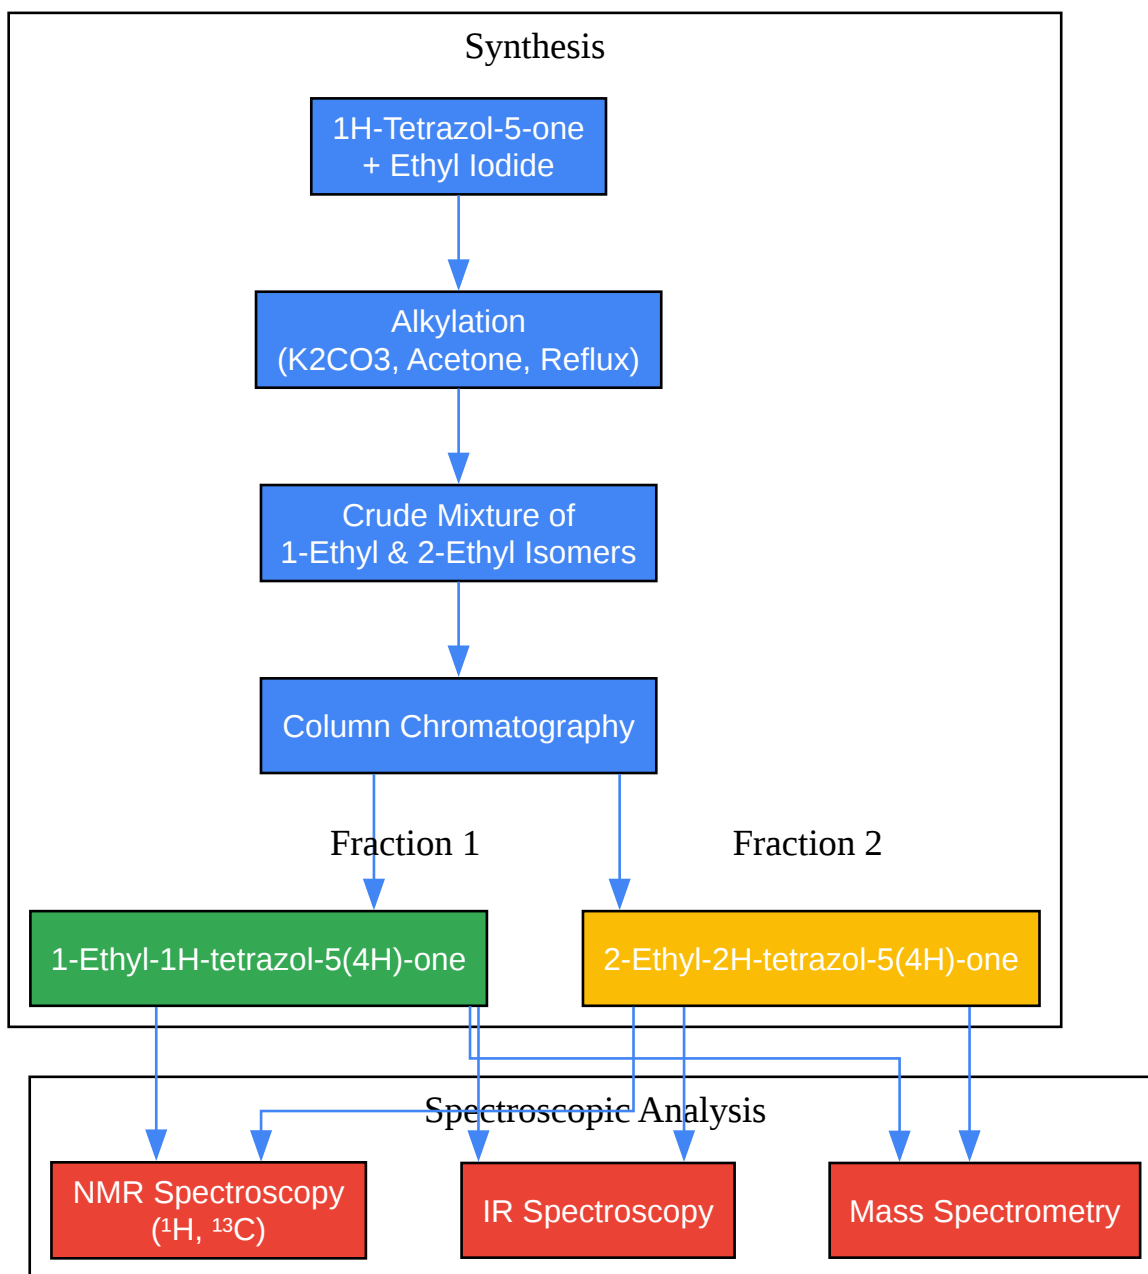 Synthesis
1H-Tetrazol-5-one
+ Ethyl Iodide
Alkylation
(K2CO3, Acetone, Reflux)
Crude Mixture of
1-Ethyl & 2-Ethyl Isomers
Column Chromatography
Fraction 1
Fraction 2
1-Ethyl-1H-tetrazol-5(4H)-one
2-Ethyl-2H-tetrazol-5(4H)-one
Spectroscopic Analysis
NMR Spectroscopy
(¹H, ¹³C)
IR Spectroscopy
Mass Spectrometry